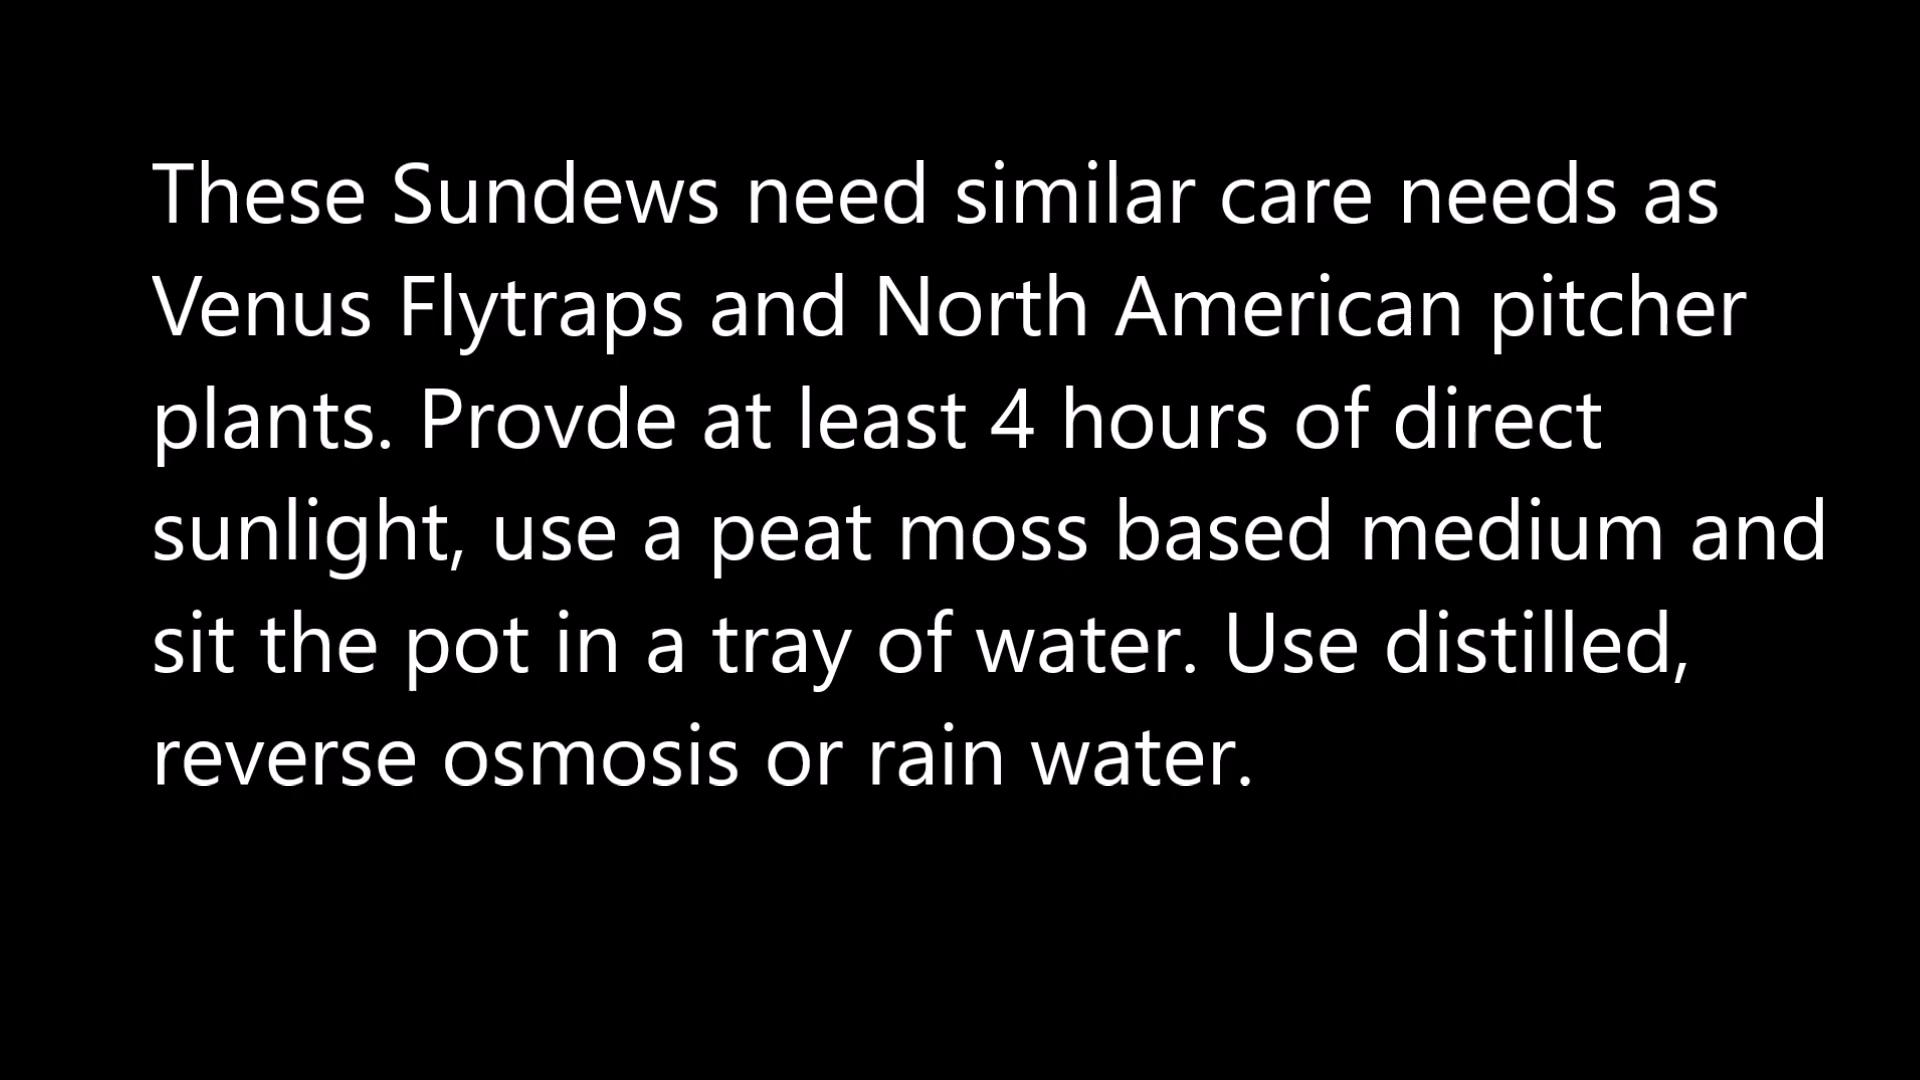 These Sundews need similar care needs as
Venus Flytraps and North American pitcher
plants. Provde at least 4 hours of direct
sunlight, use a peat moss based medium and
sit the pot in a tray of water. Use distilled,
reverse osmosis or rain water.